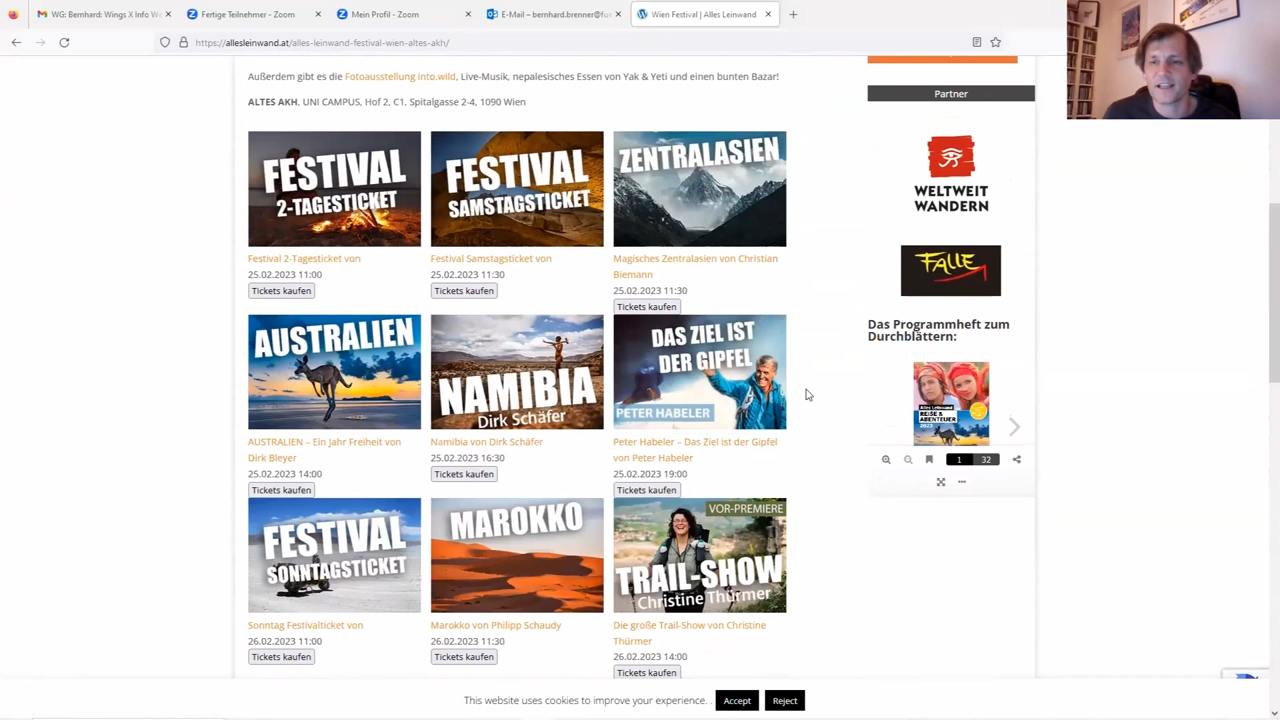 WG: Bernhard: Wings X Info We
Fertige Teilnehmer - Zoom
Mein Profil - Zoom
E-Mail – bernhard.brenner@fu
Wien Festival | Alles Leinwand
https://allesleinwand.at/alles-leinwand-festival-wien-altes-akh/
Außerdem gibt es die Fotoausstellung into.wild, Live-Musik, nepalesisches Essen von Yak & Yeti und einen bunten Bazar!
ALTES AKH, UNI CAMPUS, Hof 2, C1, Spitalgasse 2-4, 1090 Wien
FESTIVAL
2-TAGESTICKET
Festival 2-Tagesticket von
25.02.2023 11:00
Tickets kaufen
FESTIVAL
SAMSTAGSTICKET
Festival Samstagsticket von
25.02.2023 11:30
Tickets kaufen
ZENTRALASIEN
Magisches Zentralasien von Christian
Biemann
25.02.2023 11:30
Tickets kaufen
AUSTRALIEN
AUSTRALIEN – Ein Jahr Freiheit von
Dirk Bleyer
25.02.2023 14:00
Tickets kaufen
NAMIBIA
Dirk Schäfer
Namibia von Dirk Schäfer
25.02.2023 16:30
Tickets kaufen
DAS ZIEL IST
DER GIPFEL
PETER HABELER
Peter Habeler – Das Ziel ist der Gipfel
von Peter Habeler
25.02.2023 19:00
Tickets kaufen
FESTIVAL
SONNTAGSTICKET
Sonntag Festivalticket von
26.02.2023 11:00
Tickets kaufen
MAROKKO
Marokko von Philipp Schaudy
26.02.2023 11:30
Tickets kaufen
VOR-PREMIERE
TRAIL-SHOW
Christine Thürmer
Die große Trail-Show von Christine
Thürmer
26.02.2023 14:00
Tickets kaufen
Partner
WELTWEIT
WANDERN
FALLE
Das Programmheft zum
Durchblättern:
Alles Leinwand
REISE &
ABENTEUER
2023
1 32
This website uses cookies to improve your experience. .
Accept
Reject